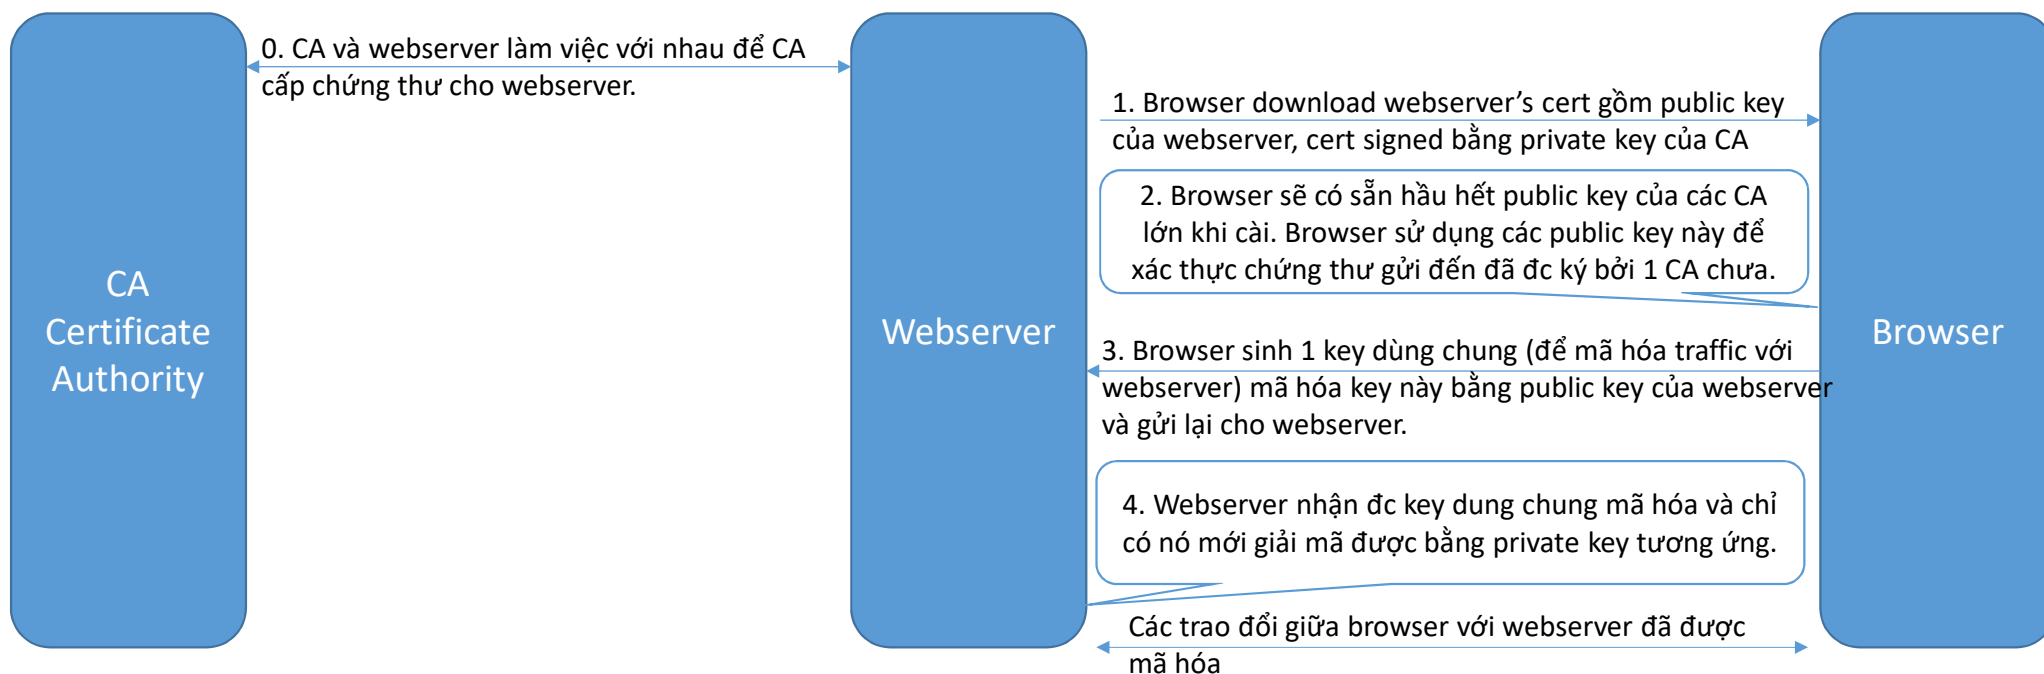 0. CA và webserver làm việc với nhau để CA
cấp chứng thư cho webserver.
1. Browser download webserver’s cert gồm public key
của webserver, cert signed bằng private key của CA
2. Browser sẽ có sẵn hầu hết public key của các CA
lớn khi cài. Browser sử dụng các public key này để
xác thực chứng thư gửi đến đã đc ký bởi 1 CA chưa.
CA
Certificate
Authority
Webserver
Browser
3. Browser sinh 1 key dùng chung (để mã hóa traffic với
webserver) mã hóa key này bằng public key của webserver
và gửi lại cho webserver.
4. Webserver nhận đc key dung chung mã hóa và chỉ
có nó mới giải mã được bằng private key tương ứng.
Các trao đổi giữa browser với webserver đã được
mã hóa